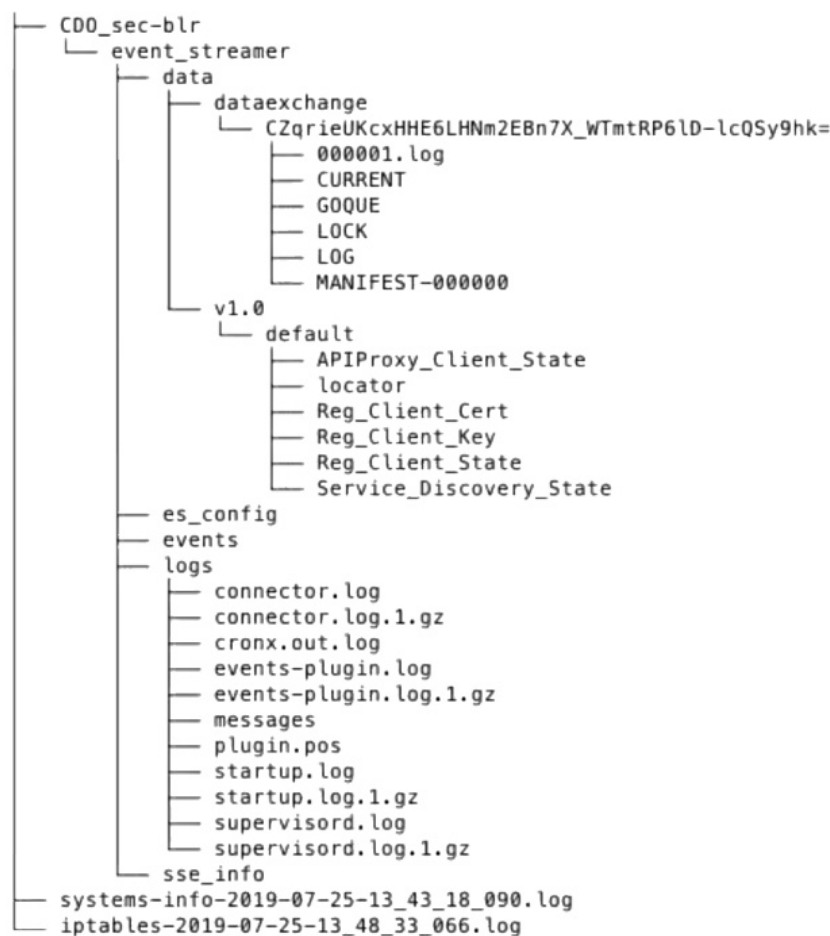 CDO_sec-blr
event_streamer
data
dataexchange
CZqrieUKcxHHE6LHNm2EBn7X_WTmtRP6lD-lcQSy9hk=
000001.log
CURRENT
GOQUE
LOCK
LOG
MANIFEST-000000
v1.0
default
APIProxy_Client_State
locator
Reg_Client_Cert
Reg_Client_Key
Reg_Client_State
Service_Discovery_State
es_config
events
logs
connector.log
connector.log.1.gz
cronx.out.log
events-plugin.log
events-plugin.log.1.gz
messages
plugin.pos
startup.log
startup.log.1.gz
supervisord.log
supervisord.log.1.gz
sse_info
systems-info-2019-07-25-13_43_18_090.log
iptables-2019-07-25-13_48_33_066.log